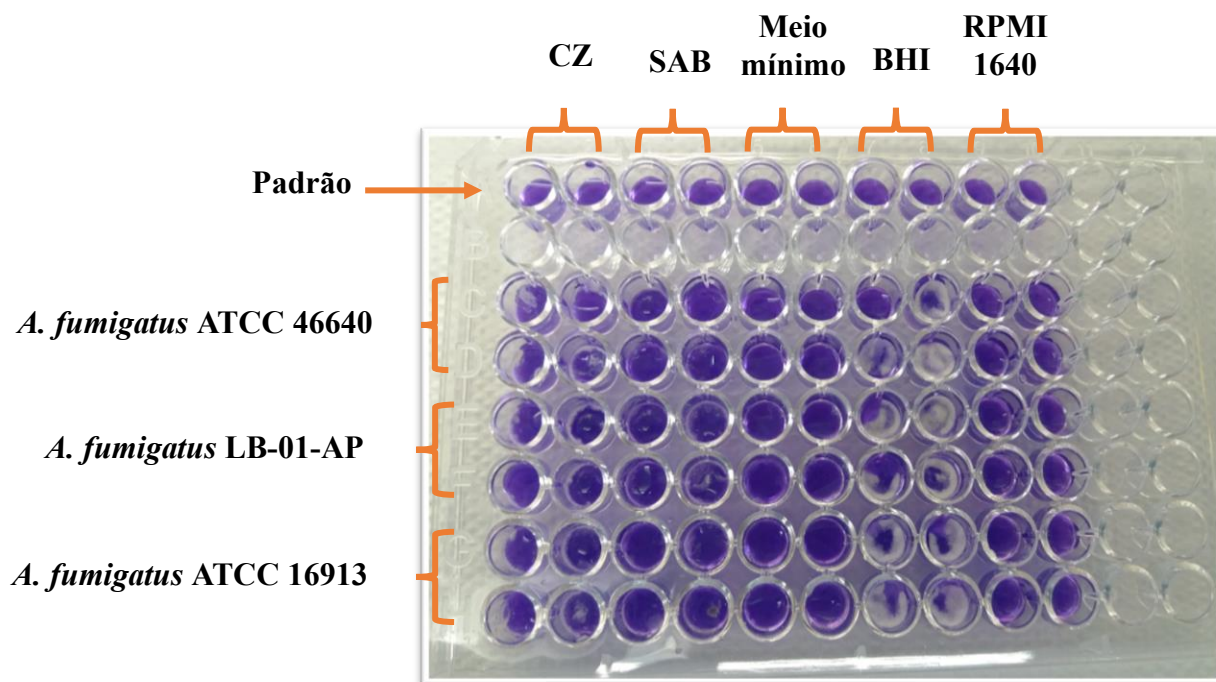 CZ
SAB
Meio
mínimo
BHI
RPMI
1640
Padrão
A. fumigatus ATCC 46640
A. fumigatus LB-01-AP
A. fumigatus ATCC 16913